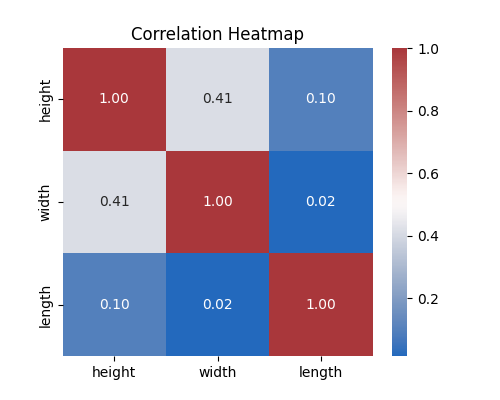 Correlation Heatmap
height
1.00 0.41 0.10
width
0.41 1.00 0.02
length
0.10 0.02 1.00
height width length
1.0
0.8
0.6
0.4
0.2